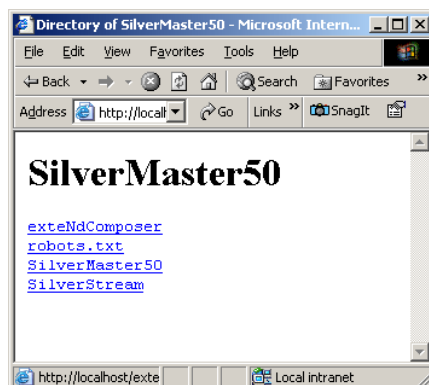 Directory of SilverMaster50 - Microsoft Intern...
File Edit View Favorites Tools Help
Back Search Favorites »
Address http://localh Go Links » SnagIt
SilverMaster50
exteNdComposer
robots.txt
SilverMaster50
SilverStream
http://localhost/exte Local intranet